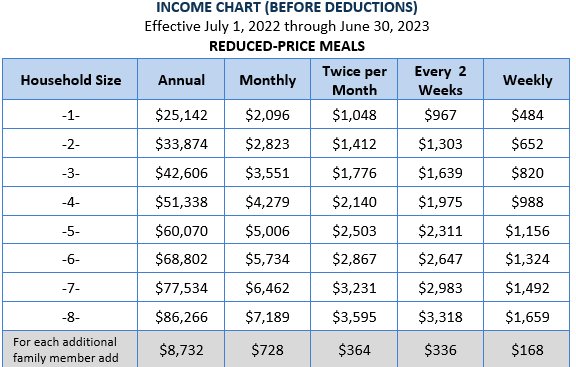 INCOME CHART (BEFORE DEDUCTIONS)
Effective July 1, 2022 through June 30, 2023
REDUCED-PRICE MEALS
Household Size Annual Monthly Twice per Month Every 2 Weeks Weekly
-1- $25,142 $2,096 $1,048 $967 $484
-2- $33,874 $2,823 $1,412 $1,303 $652
-3- $42,606 $3,551 $1,776 $1,639 $820
-4- $51,338 $4,279 $2,140 $1,975 $988
-5- $60,070 $5,006 $2,503 $2,311 $1,156
-6- $68,802 $5,734 $2,867 $2,647 $1,324
-7- $77,534 $6,462 $3,231 $2,983 $1,492
-8- $86,266 $7,189 $3,595 $3,318 $1,659
For each additional family member add $8,732 $728 $364 $336 $168